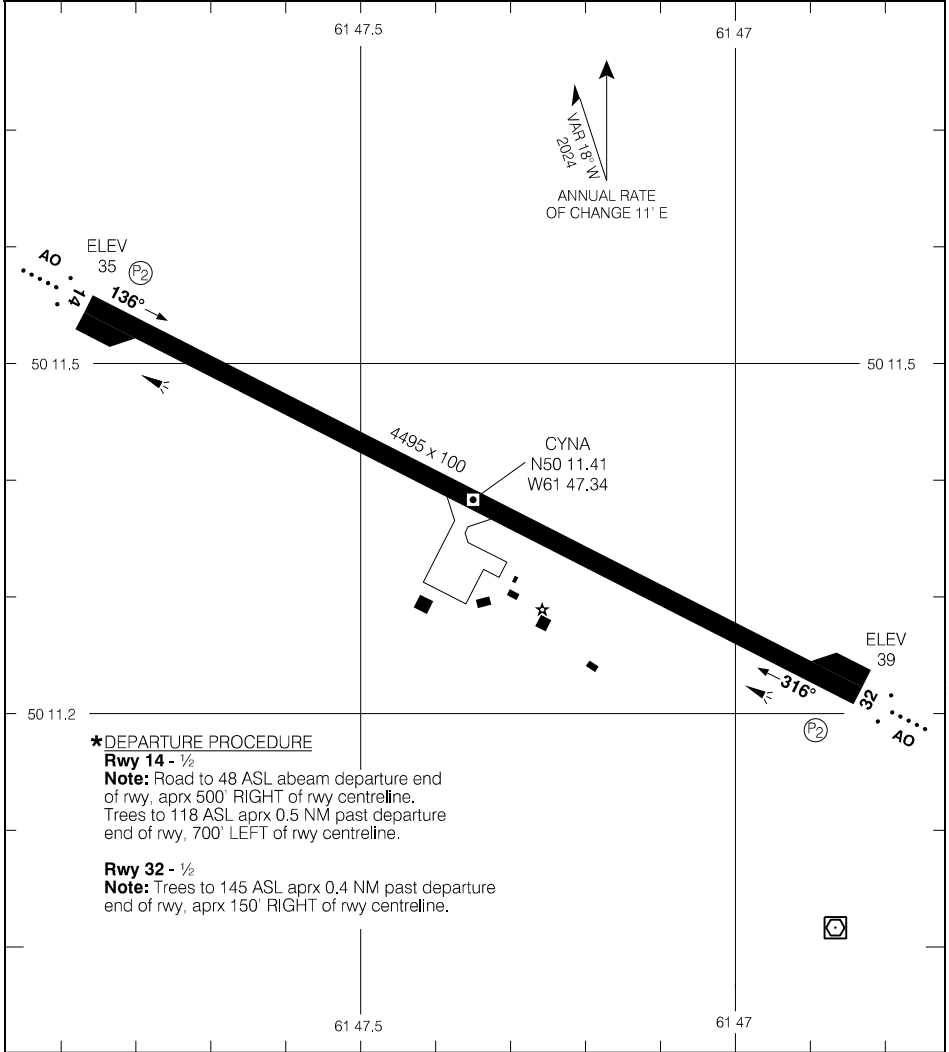 61 47.5
61 47
VAR 18° W
2024
ANNUAL RATE
OF CHANGE 11' E
AO
ELEV
35
P2
14
136°
50 11.5
50 11.5
4495 x 100
CYNA
N50 11.41
W61 47.34
ELEV
39
316°
32
P2
AO
50 11.2
*DEPARTURE PROCEDURE
Rwy 14 - ½
Note: Road to 48 ASL abeam departure end
of rwy, aprx 500' RIGHT of rwy centreline.
Trees to 118 ASL aprx 0.5 NM past departure
end of rwy, 700' LEFT of rwy centreline.
Rwy 32 - ½
Note: Trees to 145 ASL aprx 0.4 NM past departure
end of rwy, aprx 150' RIGHT of rwy centreline.
61 47.5
61 47